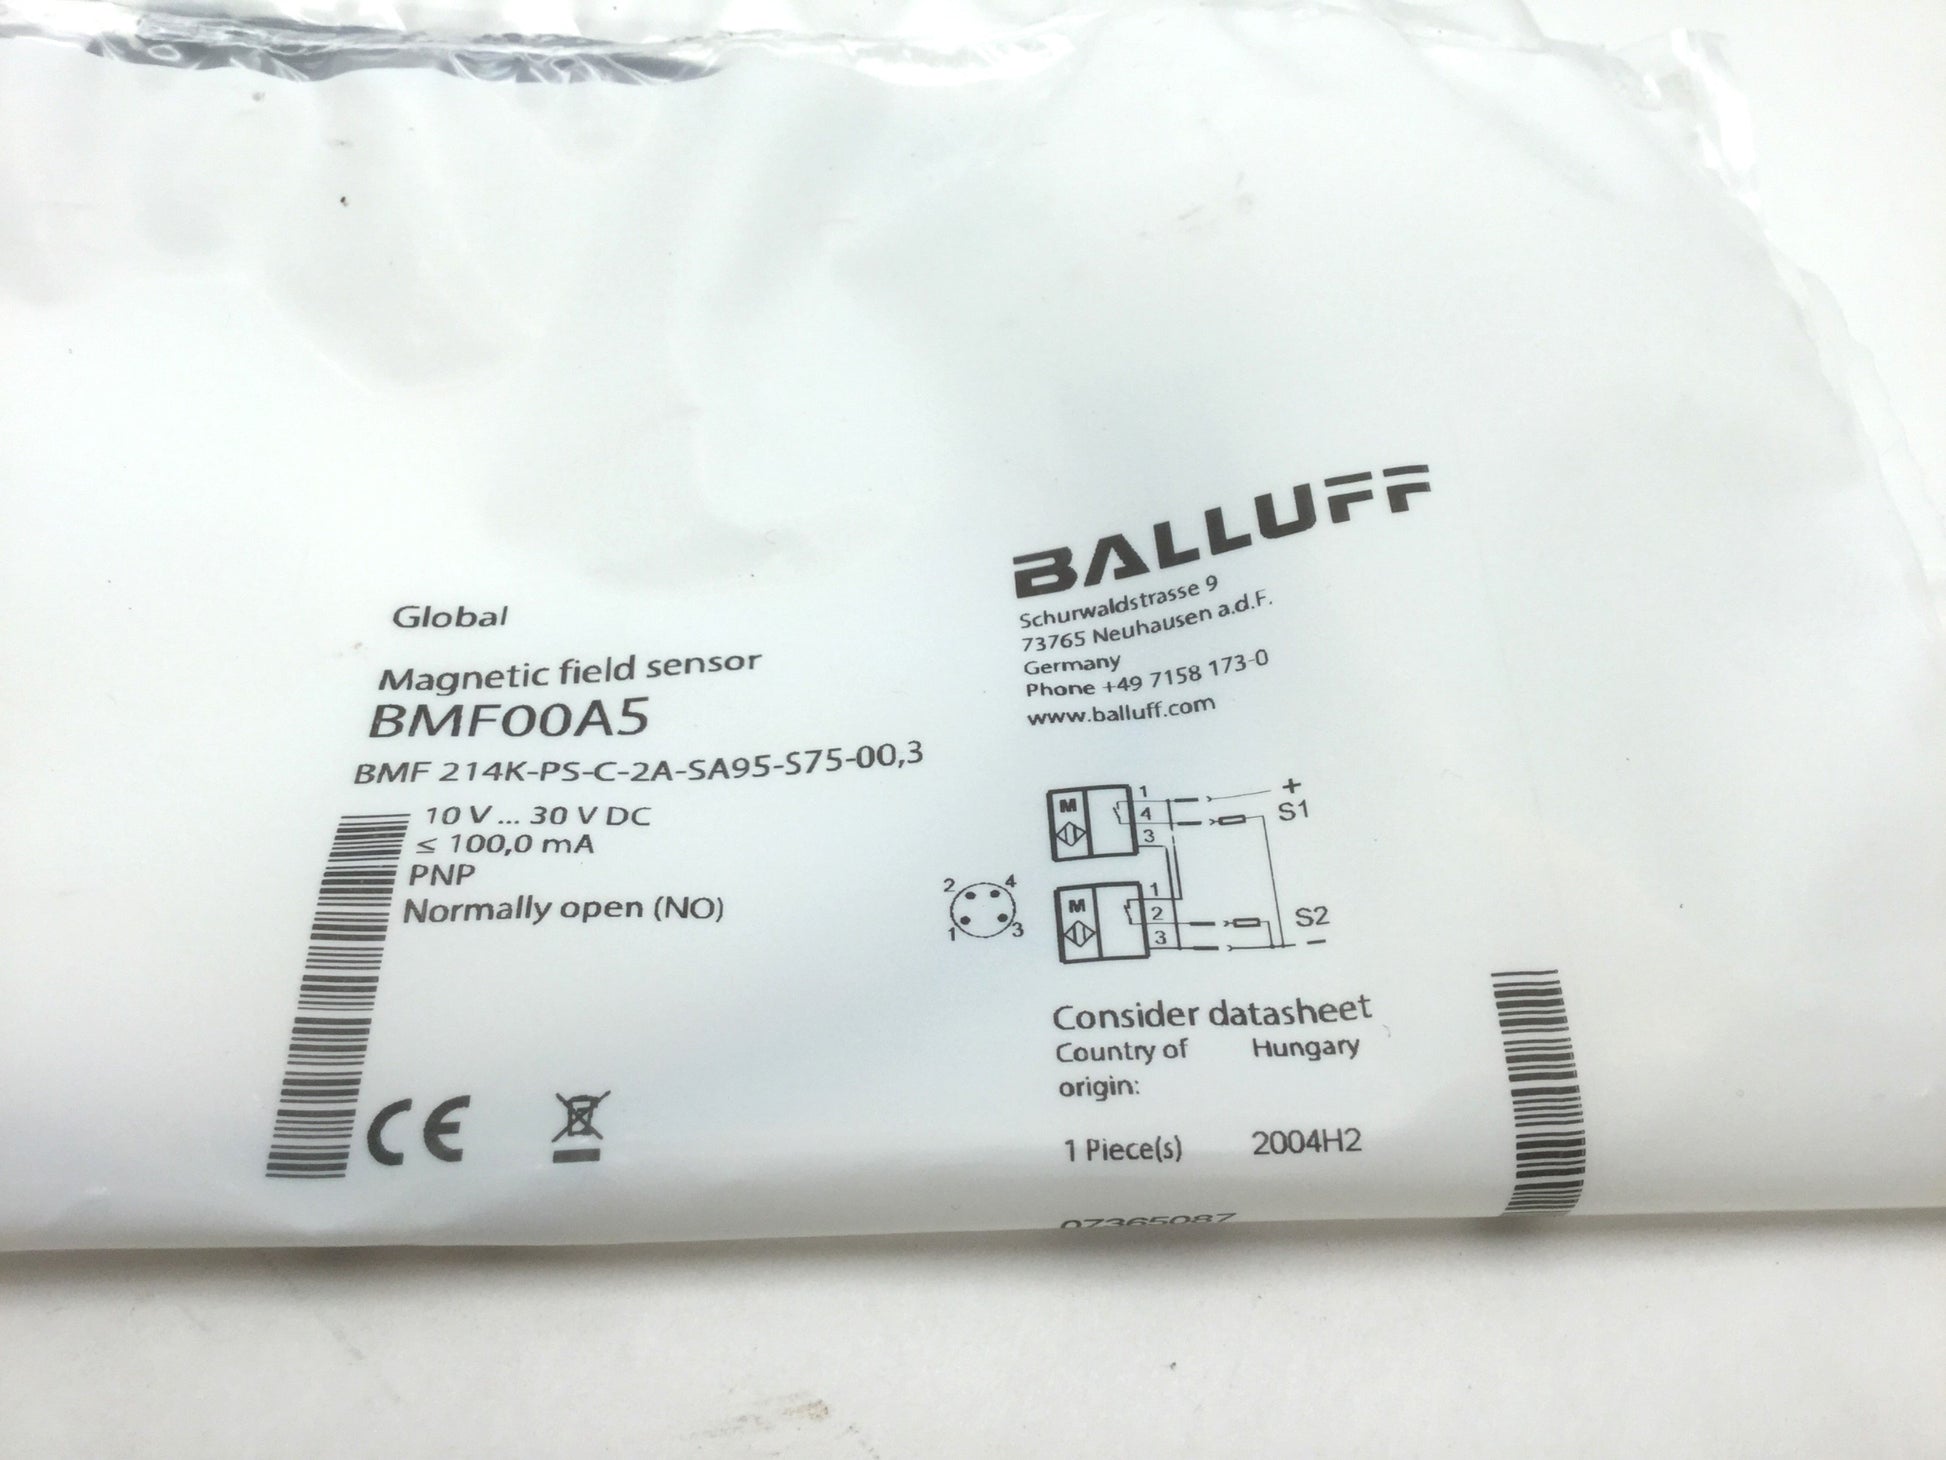 Global
Magnetic field sensor
BMF00A5
BMF 214K-PS-C-2A-SA95-S75-00,3
10 V ... 30 V DC
≤ 100,0 mA
PNP
Normally open (NO)
CE
BALLUFF
Schurwaldstrasse 9
73765 Neuhausen a.d.F.
Germany
Phone +49 7158 173-0
www.balluff.com
2 4
1 3
M 1 +
4 S1
3
M 1
2 S2
3 −
Consider datasheet
Country of Hungary
origin:
1 Piece(s) 2004H2
07365087